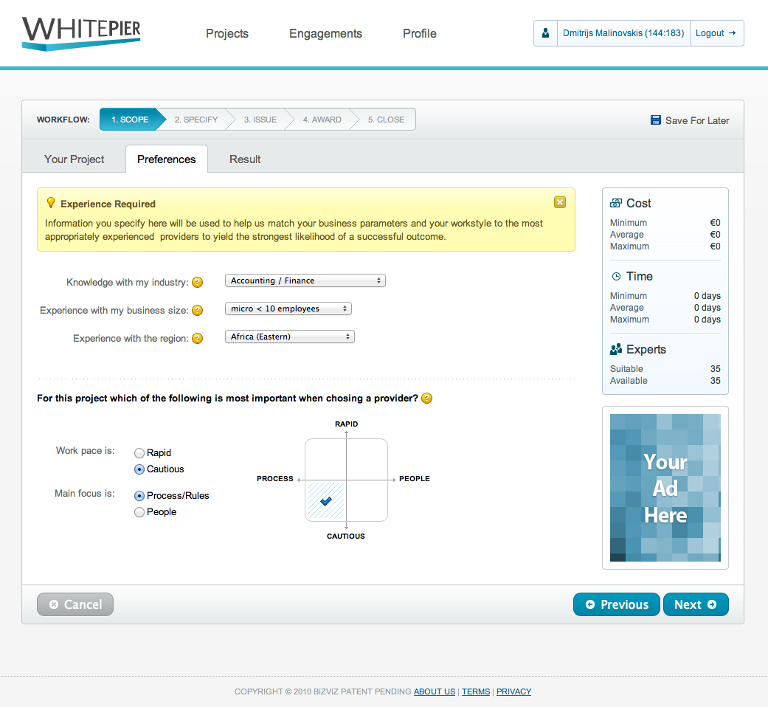 WHITEPIER
Projects Engagements Profile
Dmitrijs Malinovskis (144:183) Logout →
WORKFLOW: 1. SCOPE 2. SPECIFY 3. ISSUE 4. AWARD 5. CLOSE
Save For Later
Your Project Preferences Result
Experience Required
Information you specify here will be used to help us match your business parameters and your workstyle to the most
appropriately experienced providers to yield the strongest likelihood of a successful outcome.
Knowledge with my industry: ? Accounting / Finance
Experience with my business size: ? micro < 10 employees
Experience with the region: ? Africa (Eastern)
For this project which of the following is most important when chosing a provider? ?
Work pace is: Rapid
Cautious
Main focus is: Process/Rules
People
RAPID
PROCESS PEOPLE
CAUTIOUS
Cost
Minimum €0
Average €0
Maximum €0
Time
Minimum 0 days
Average 0 days
Maximum 0 days
Experts
Suitable 35
Available 35
Your
Ad
Here
Cancel
Previous Next
COPYRIGHT © 2010 BIZVIZ PATENT PENDING ABOUT US | TERMS | PRIVACY